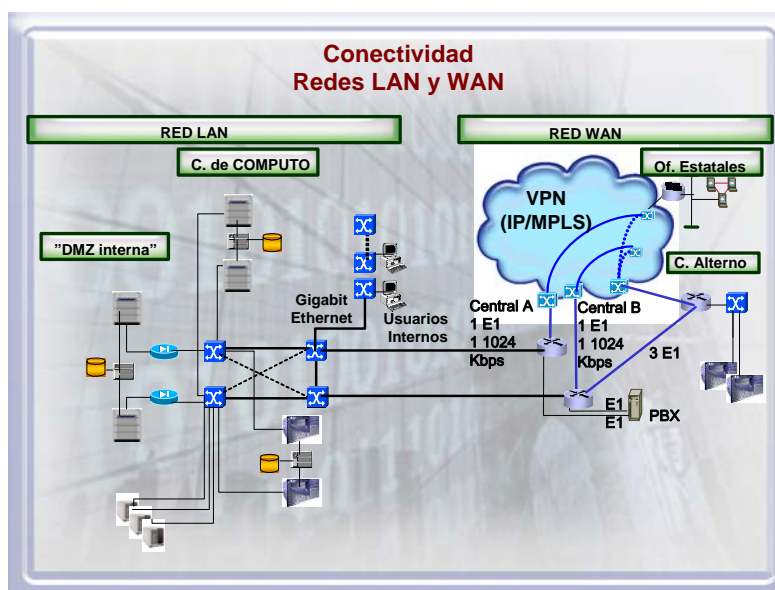 Conectividad
Redes LAN y WAN
RED LAN
RED WAN
C. de COMPUTO
Of. Estatales
VPN
(IP/MPLS)
"DMZ interna"
C. Alterno
Gigabit
Ethernet
Usuarios
Internos
Central A
1 E1
1 1024
Kbps
Central B
1 E1
1 1024
Kbps
3 E1
E1
E1
PBX